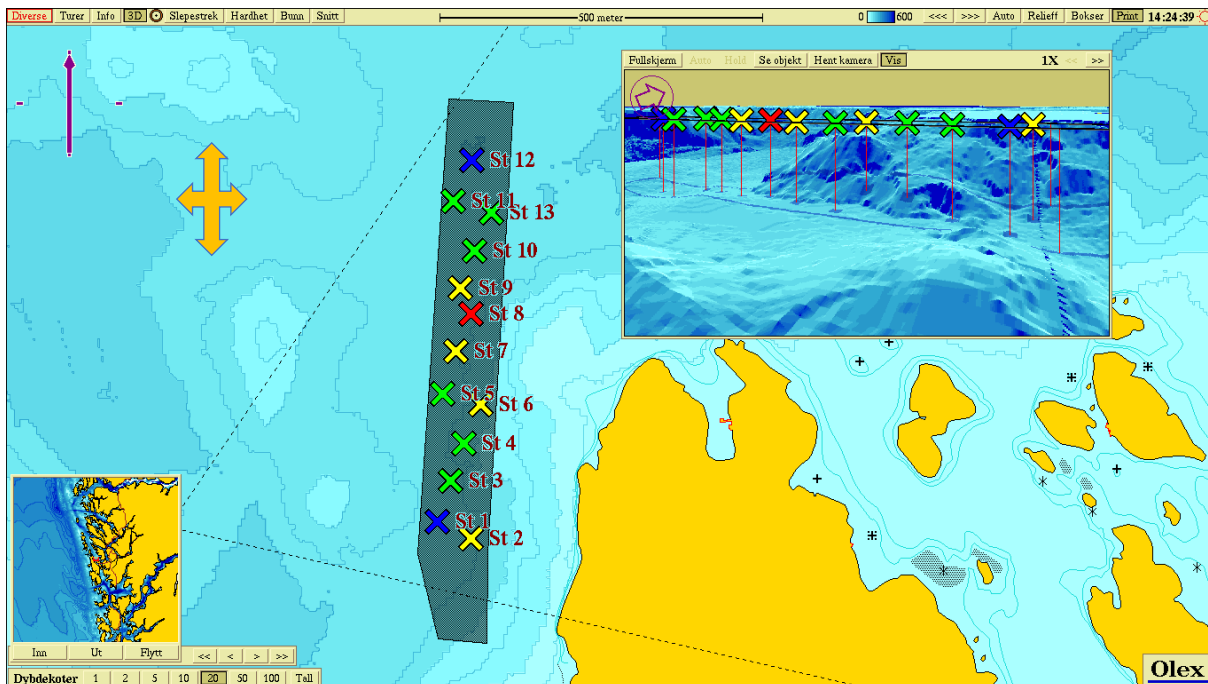 Diverse Turer Info 3D Slepestrek Hardhet Bunn Snitt 500 meter 0 600 <<< >>> Auto Relieff Bokser Print 14:24:39
Fullskjerm Auto Hold Se objekt Hent kamera Vis 1X << >>
St 12
St 11
St 13
St 10
St 9
St 8
St 7
St 5
St 6
St 4
St 3
St 1
St 2
Inn Ut Flytt << < > >>
Dybdekoter 1 2 5 10 20 50 100 Tall
Olex